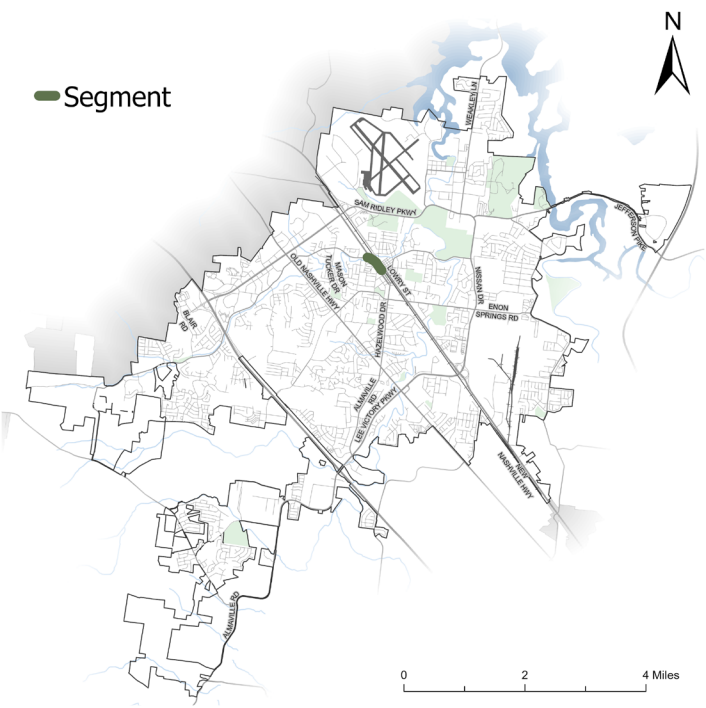 N
Segment
WEAKLEY LN
SAM RIDLEY PKWY
JEFFERSON PIKE
MASON
TUCKER DR
OLD NASHVILLE HWY
LOWRY ST
NISSAN DR
BLAIR
RD
ENON
SPRINGS RD
HAZELWOOD DR
ALMAVILLE
RD
LEE VICTORY PKWY
NEW
NASHVILLE HWY
ALMAVILLE RD
0 2 4 Miles